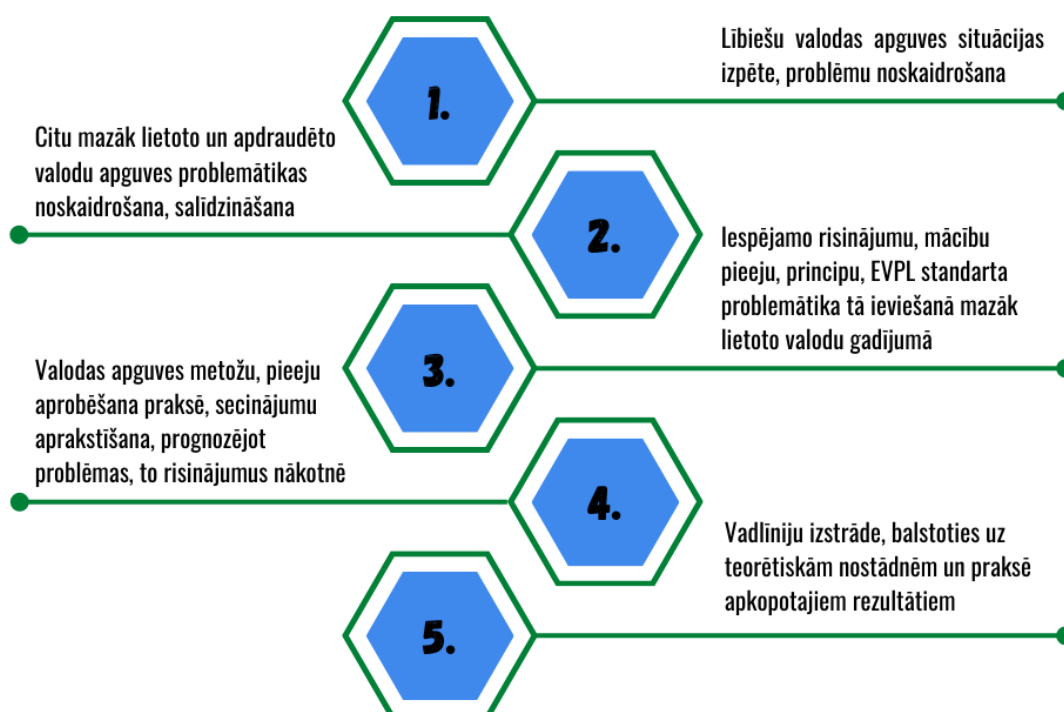 1.
Lībiešu valodas apguves situācijas
izpēte, problēmu noskaidrošana
2.
Citu mazāk lietoto un apdraudēto
valodu apguves problemātikas
noskaidrošana, salīdzināšana
3.
Iespējamo risinājumu, mācību
pieeju, principu, EVPL standarta
problemātika tā ieviešanā mazāk
lietoto valodu gadījumā
4.
Valodas apguves metožu, pieeju
aprobēšana praksē, secinājumu
aprakstīšana, prognozējot
problēmas, to risinājumus nākotnē
5.
Vadlīniju izstrāde, balstoties uz
teorētiskām nostādnēm un praksē
apkopotajiem rezultātiem